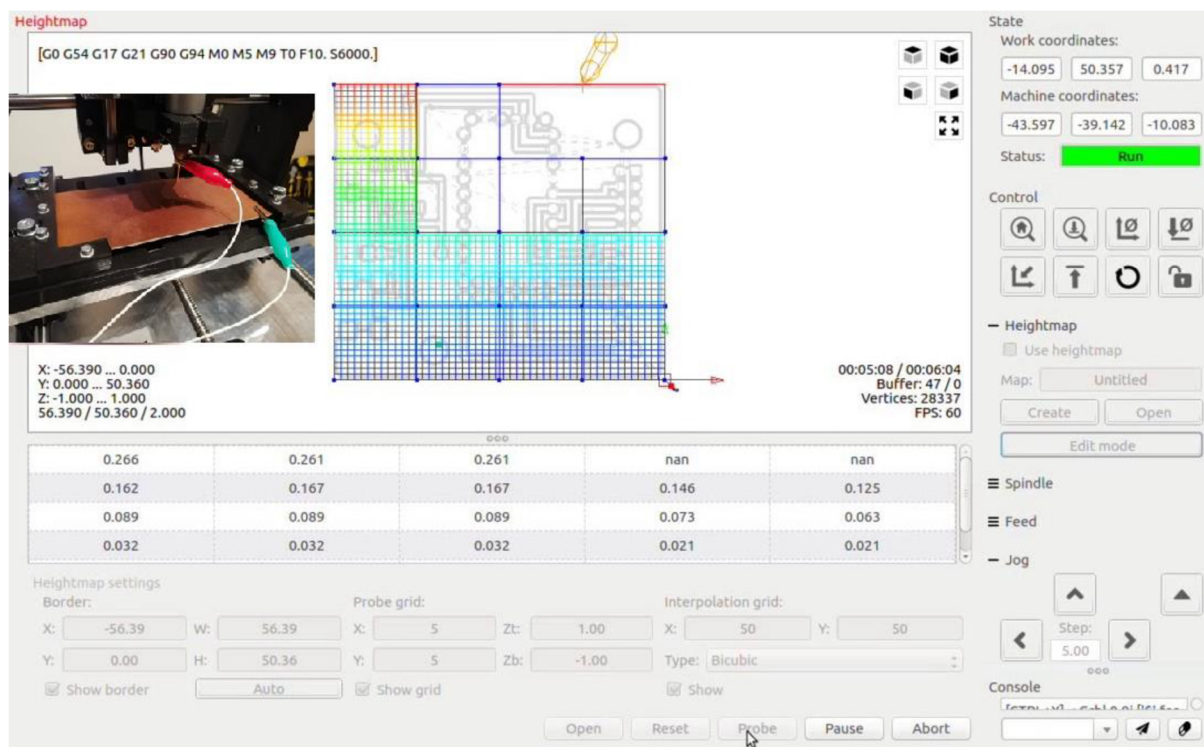 Heightmap
[G0 G54 G17 G21 G90 G94 M0 M5 M9 T0 F10. S6000.]
X: -56.390 ... 0.000
Y: 0.000 ... 50.360
Z: -1.000 ... 1.000
56.390 / 50.360 / 2.000
00:05:08 / 00:06:04
Buffer: 47 / 0
Vertices: 28337
FPS: 60
0.266 0.261 0.261 nan nan
0.162 0.167 0.167 0.146 0.125
0.089 0.089 0.089 0.073 0.063
0.032 0.032 0.032 0.021 0.021
Heightmap settings
Border: Probe grid: Interpolation grid:
X: -56.39 W: 56.39 X: 5 Zt: 1.00 X: 50 Y: 50
Y: 0.00 H: 50.36 Y: 5 Zb: -1.00 Type: Bicubic
Show border Auto Show grid Show
Open Reset Probe Pause Abort
State
Work coordinates:
-14.095 50.357 0.417
Machine coordinates:
-43.597 -39.142 -10.083
Status: Run
Control
Heightmap
Use heightmap
Map: Untitled
Create Open
Edit mode
Spindle
Feed
Jog
Step:
5.00
Console